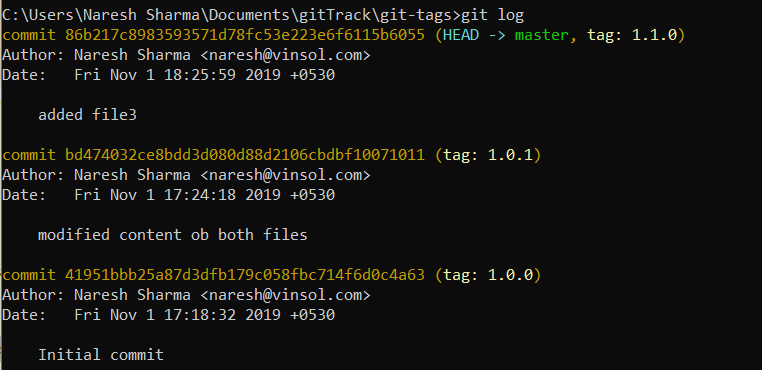 C:\Users\Naresh Sharma\Documents\gitTrack\git-tags>git log
commit 86b217c8983593571d78fc53e223e6f6115b6055 (HEAD -> master, tag: 1.1.0)
Author: Naresh Sharma <naresh@vinsol.com>
Date:   Fri Nov 1 18:25:59 2019 +0530
    added file3
commit bd474032ce8bdd3d080d88d2106cbdbf10071011 (tag: 1.0.1)
Author: Naresh Sharma <naresh@vinsol.com>
Date:   Fri Nov 1 17:24:18 2019 +0530
    modified content ob both files
commit 41951bbb25a87d3dfb179c058fbc714f6d0c4a63 (tag: 1.0.0)
Author: Naresh Sharma <naresh@vinsol.com>
Date:   Fri Nov 1 17:18:32 2019 +0530
    Initial commit